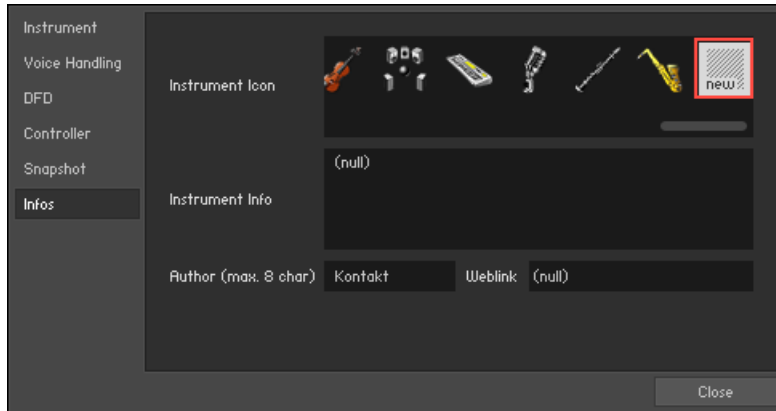 Instrument
Voice Handling
DFD
Controller
Snapshot
Infos
Instrument Icon
new
Instrument Info
(null)
Author (max. 8 char)
Kontakt
Weblink
(null)
Close